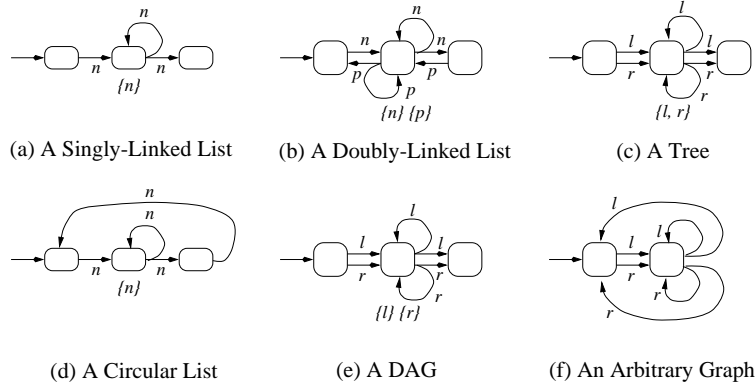 n
n
n
{n}
(a) A Singly-Linked List
n
n
n
p
p
p
{n} {p}
(b) A Doubly-Linked List
l
l
l
r
r
r
{l, r}
(c) A Tree
n
n
n
n
{n}
(d) A Circular List
l
l
l
r
r
r
{l} {r}
(e) A DAG
l
l
l
r
r
r
(f) An Arbitrary Graph